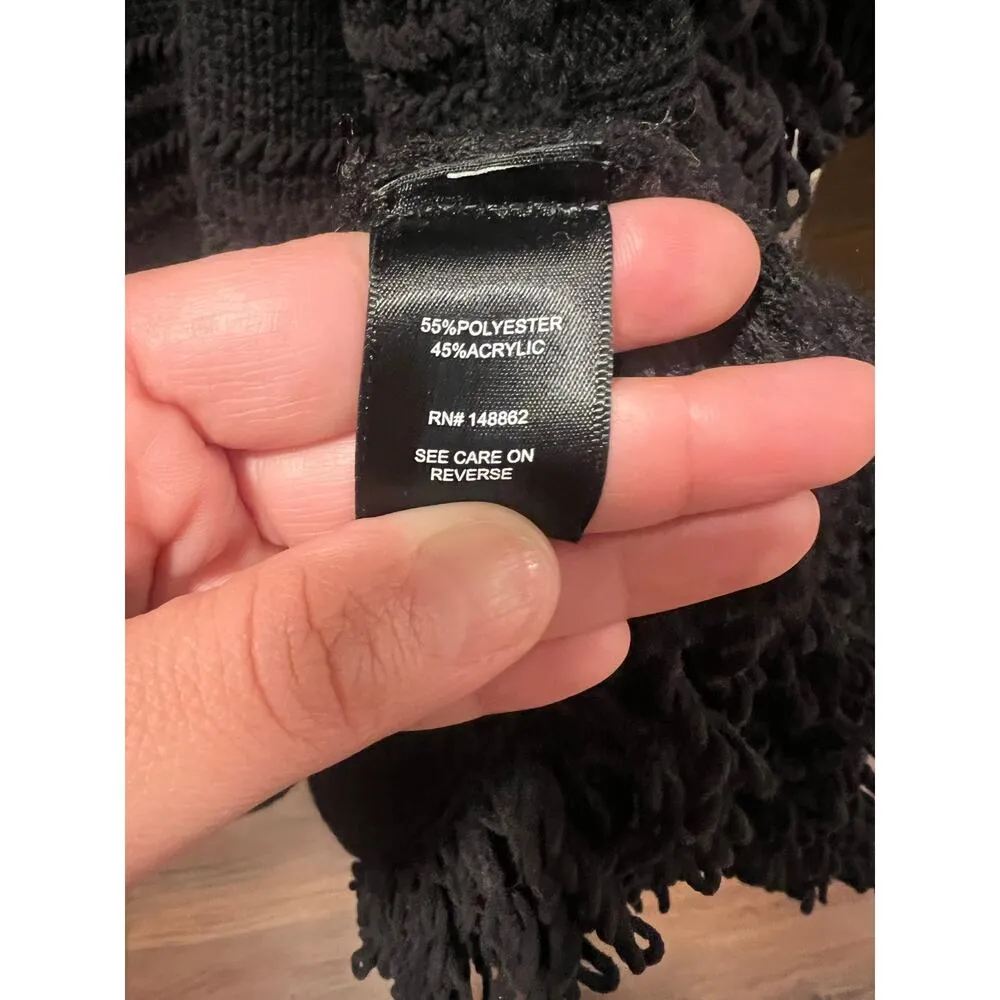 55%POLYESTER
45%ACRYLIC
RN# 148862
SEE CARE ON
REVERSE